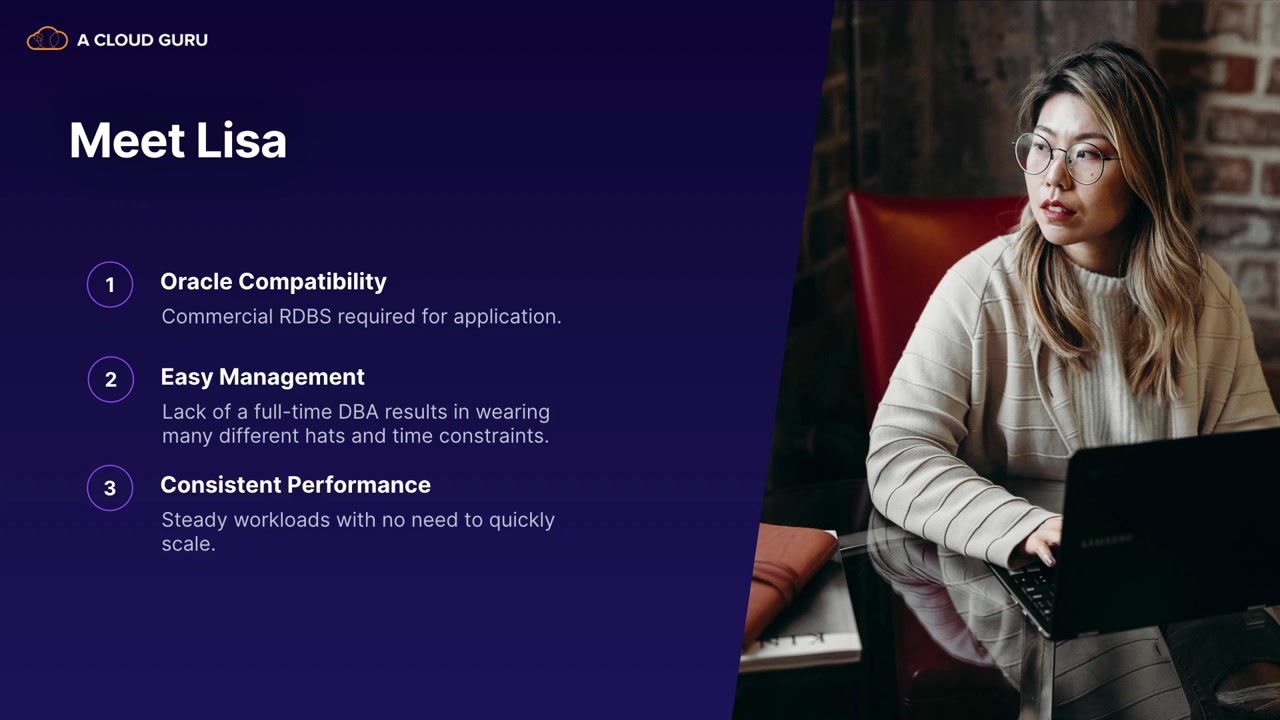 A CLOUD GURU
Meet Lisa
1
Oracle Compatibility
Commercial RDBS required for application.
2
Easy Management
Lack of a full-time DBA results in wearing
many different hats and time constraints.
3
Consistent Performance
Steady workloads with no need to quickly
scale.
SAMSUNG